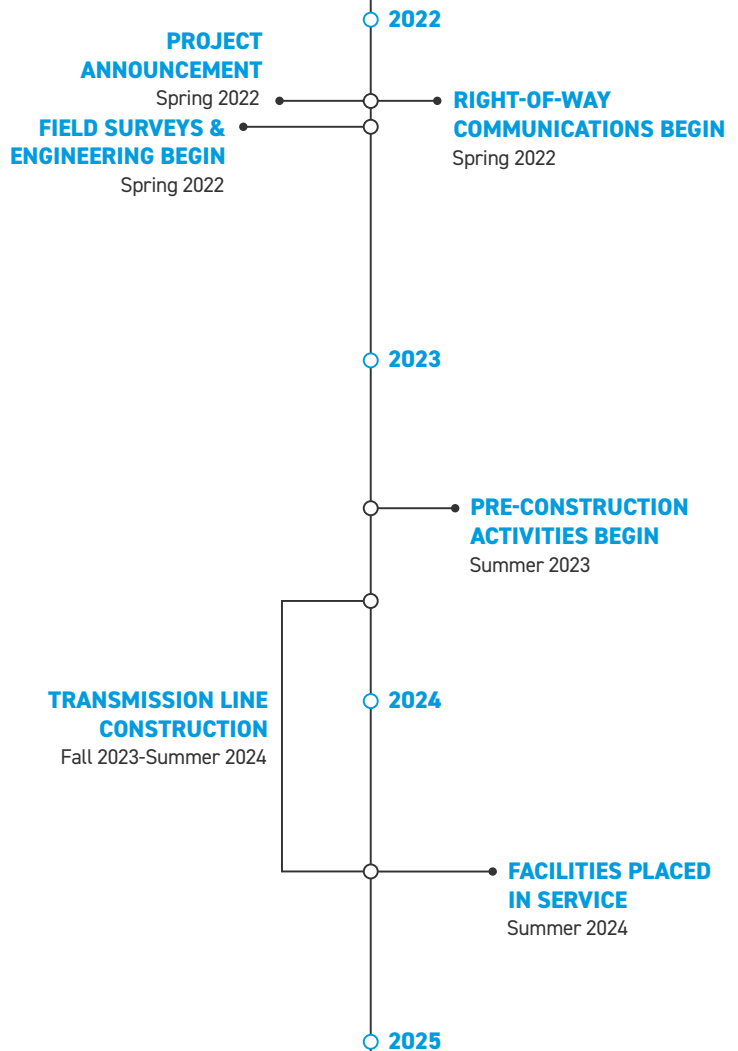 2022
PROJECT
ANNOUNCEMENT
Spring 2022
RIGHT-OF-WAY
COMMUNICATIONS BEGIN
Spring 2022
FIELD SURVEYS &
ENGINEERING BEGIN
Spring 2022
2023
PRE-CONSTRUCTION
ACTIVITIES BEGIN
Summer 2023
TRANSMISSION LINE
CONSTRUCTION
Fall 2023-Summer 2024
2024
FACILITIES PLACED
IN SERVICE
Summer 2024
2025